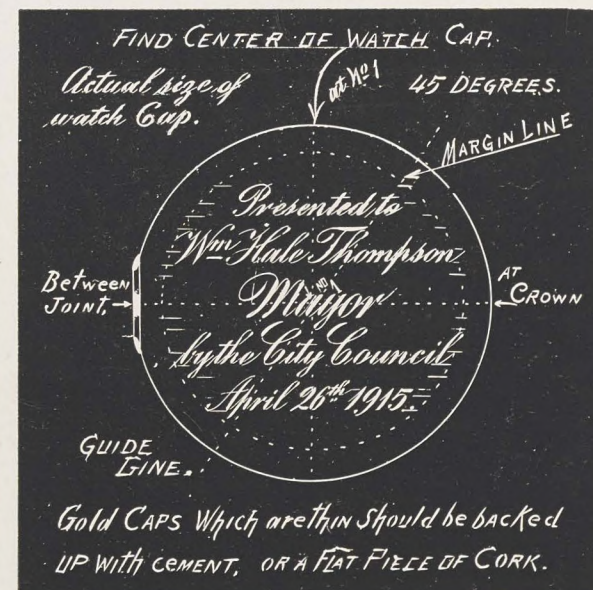 FIND CENTER OF WATCH CAP.
Actual size of
watch Cap.
at No 1
45 DEGREES.
MARGIN LINE
Presented to
Wm Hale Thompson
Mayor
by the City Council
April 26th 1915.
Between
JOINT.
AT
CROWN
GUIDE
LINE.
Gold CAPS Which are thin should be backed
UP With CEMENT, OR A FLAT PIECE OF CORK.